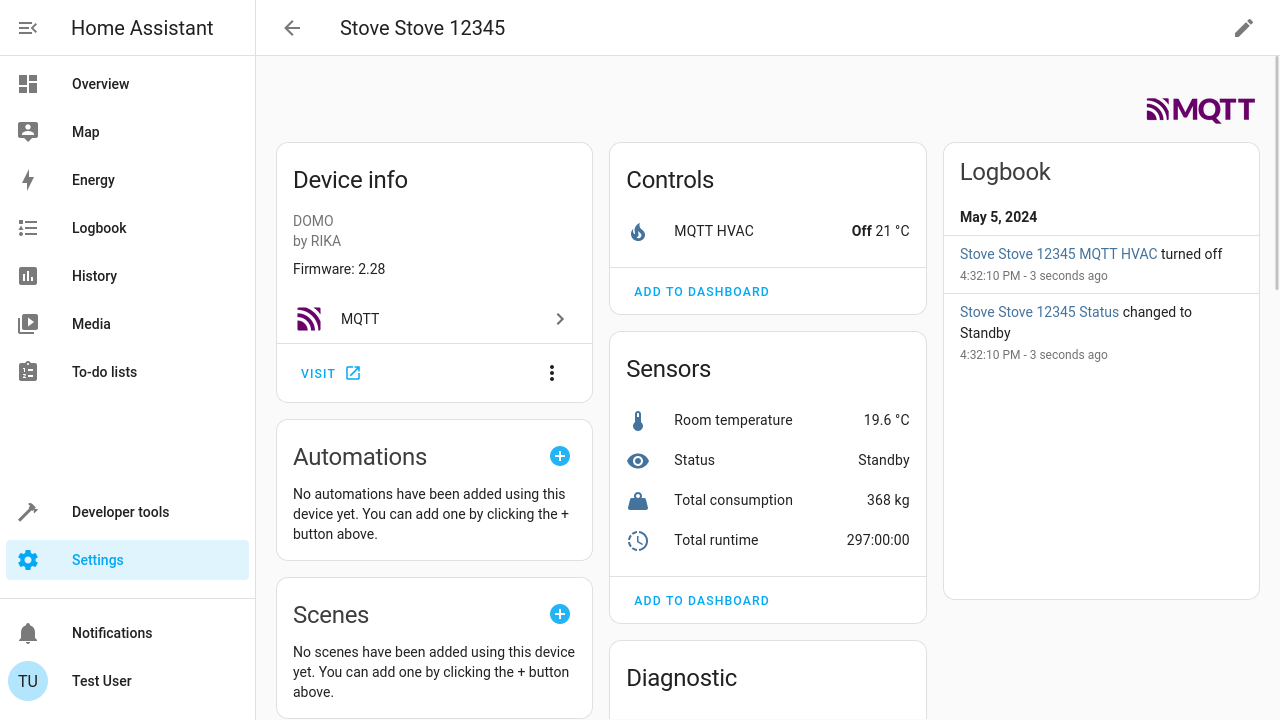 Home Assistant
Overview
Map
Energy
Logbook
History
Media
To-do lists
Developer tools
Settings
Notifications
TU
Test User
Stove Stove 12345
MQTT
Device info
DOMO
by RIKA
Firmware: 2.28
MQTT
VISIT
Automations
No automations have been added using this
device yet. You can add one by clicking the +
button above.
Scenes
No scenes have been added using this device
yet. You can add one by clicking the + button
above.
Controls
MQTT HVAC Off 21 °C
ADD TO DASHBOARD
Sensors
Room temperature 19.6 °C
Status Standby
Total consumption 368 kg
Total runtime 297:00:00
ADD TO DASHBOARD
Diagnostic
Logbook
May 5, 2024
Stove Stove 12345 MQTT HVAC turned off
4:32:10 PM - 3 seconds ago
Stove Stove 12345 Status changed to
Standby
4:32:10 PM - 3 seconds ago